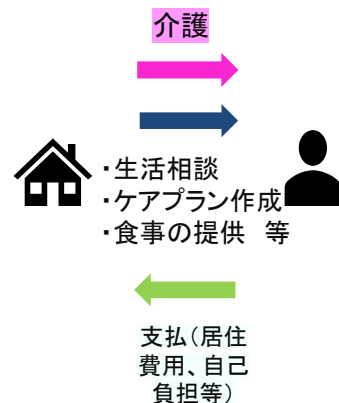 介護
・生活相談
・ケアプラン作成
・食事の提供　等
支払(居住
費用、自己
負担等)